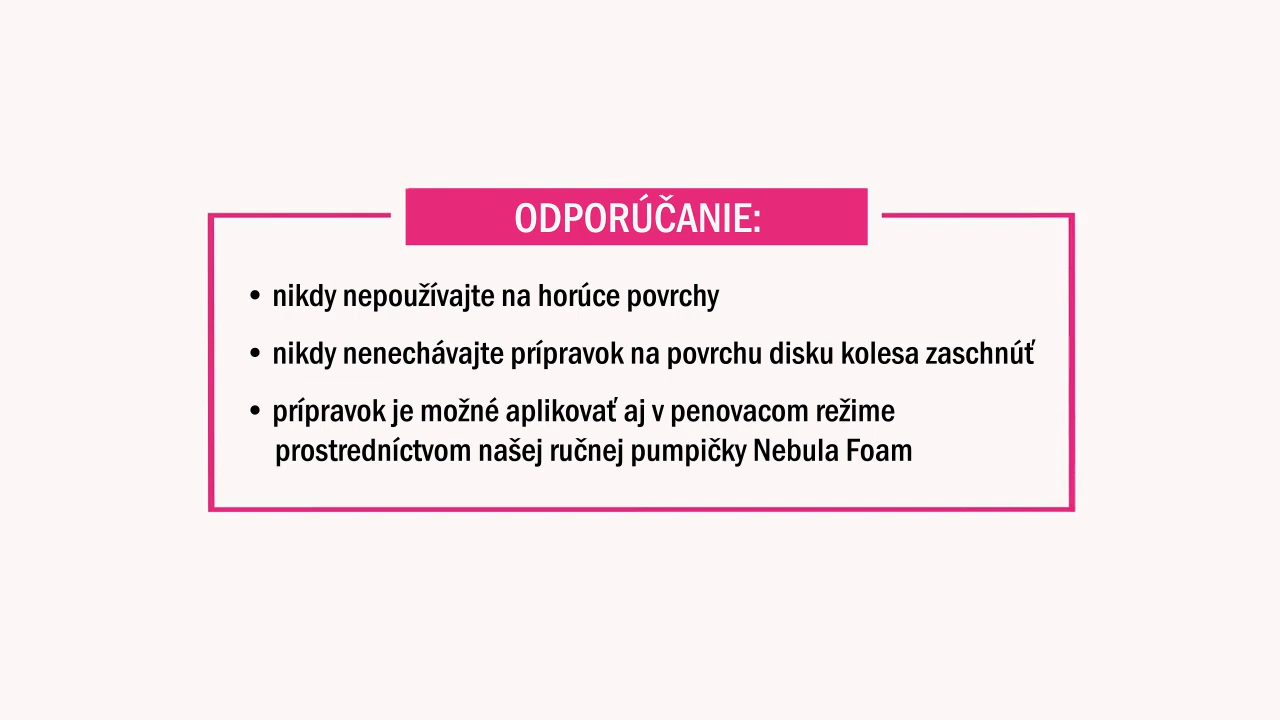 ODPORÚČANIE:
• nikdy nepoužívajte na horúce povrchy
• nikdy nenechávajte prípravok na povrchu disku kolesa zaschnúť
• prípravok je možné aplikovať aj v penovacom režime
prostredníctvom našej ručnej pumpičky Nebula Foam